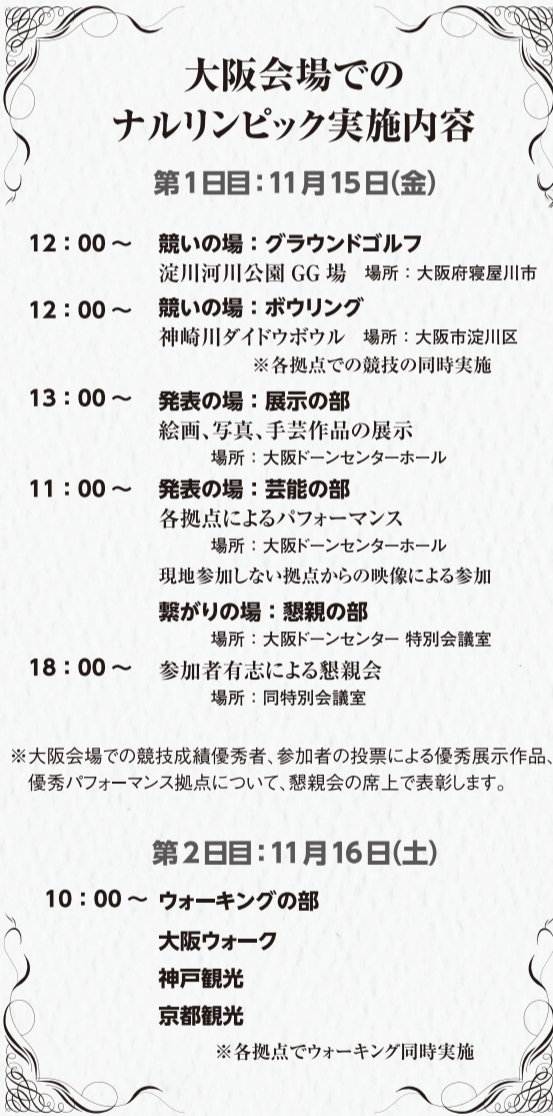 大阪会場での
ナルリンピック実施内容
第1日目：11月15日(金)
12：00～ 競いの場：グラウンドゴルフ
淀川河川公園 GG 場 場所：大阪府寝屋川市
12：00～ 競いの場：ボウリング
神崎川ダイドウボウル 場所：大阪市淀川区
※各拠点での競技の同時実施
13：00～ 発表の場：展示の部
絵画、写真、手芸作品の展示
場所：大阪ドーンセンターホール
11：00～ 発表の場：芸能の部
各拠点によるパフォーマンス
場所：大阪ドーンセンターホール
現地参加しない拠点からの映像による参加
繋がりの場：懇親の部
場所：大阪ドーンセンター 特別会議室
18：00～ 参加者有志による懇親会
場所：同特別会議室
※大阪会場での競技成績優秀者、参加者の投票による優秀展示作品、
優秀パフォーマンス拠点について、懇親会の席上で表彰します。
第2日目：11月16日(土)
10：00～ ウォーキングの部
大阪ウォーク
神戸観光
京都観光
※各拠点でウォーキング同時実施